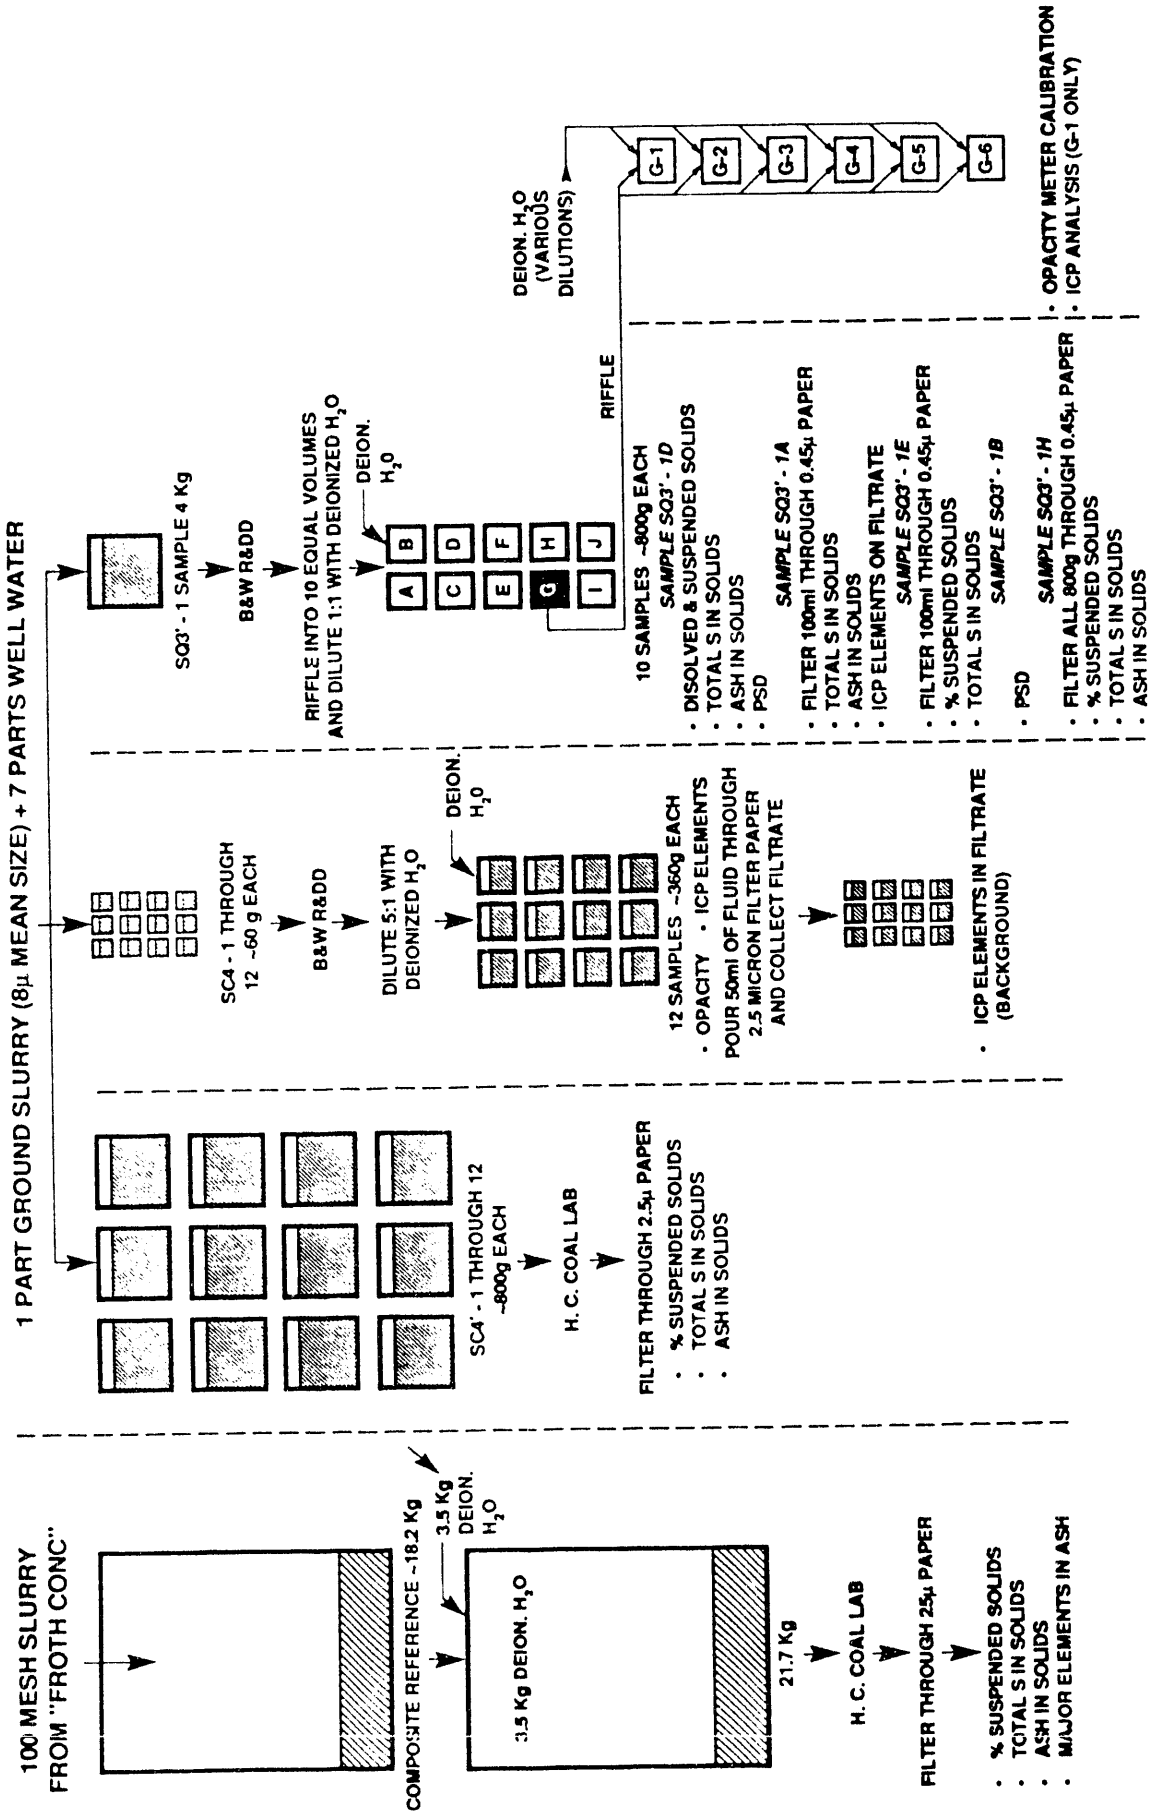 100 MESH SLURRY
FROM "FROTH CONC"
COMPOSITE REFERENCE ~18.2 Kg
3.5 Kg
DEION.
H₂O
3.5 Kg DEION. H₂O
21.7 Kg
H. C. COAL LAB
FILTER THROUGH 25µ PAPER
• % SUSPENDED SOLIDS
• TOTAL S IN SOLIDS
• ASH IN SOLIDS
• MAJOR ELEMENTS IN ASH
1 PART GROUND SLURRY (8µ MEAN SIZE) + 7 PARTS WELL WATER
SC4' - 1 THROUGH 12
~800g EACH
H. C. COAL LAB
FILTER THROUGH 2.5µ PAPER
• % SUSPENDED SOLIDS
• TOTAL S IN SOLIDS
• ASH IN SOLIDS
SC4 - 1 THROUGH
12 ~60 g EACH
B&W R&DD
DILUTE 5:1 WITH
DEIONIZED H₂O
DEION.
H₂O
12 SAMPLES ~360g EACH
• OPACITY • ICP ELEMENTS
POUR 50ml OF FLUID THROUGH
2.5 MICRON FILTER PAPER
AND COLLECT FILTRATE
• ICP ELEMENTS IN FILTRATE
(BACKGROUND)
SQ3' - 1 SAMPLE 4 Kg
B&W R&DD
RIFFLE INTO 10 EQUAL VOLUMES
AND DILUTE 1:1 WITH DEIONIZED H₂O
DEION.
H₂O
A B
C D
E F
G H
I J
RIFFLE
10 SAMPLES ~800g EACH
SAMPLE SQ3' - 1D
• DISOLVED & SUSPENDED SOLIDS
• TOTAL S IN SOLIDS
• ASH IN SOLIDS
• PSD
SAMPLE SQ3' - 1A
• FILTER 100ml THROUGH 0.45µ PAPER
• TOTAL S IN SOLIDS
• ASH IN SOLIDS
• ICP ELEMENTS ON FILTRATE
SAMPLE SQ3' - 1E
• FILTER 100ml THROUGH 0.45µ PAPER
• % SUSPENDED SOLIDS
• TOTAL S IN SOLIDS
SAMPLE SQ3' - 1B
• PSD
SAMPLE SQ3' - 1H
• FILTER ALL 800g THROUGH 0.45µ PAPER
• % SUSPENDED SOLIDS
• TOTAL S IN SOLIDS
• ASH IN SOLIDS
DEION. H₂O
(VARIOUS
DILUTIONS)
G-1
G-2
G-3
G-4
G-5
G-6
• OPACITY METER CALIBRATION
• ICP ANALYSIS (G-1 ONLY)